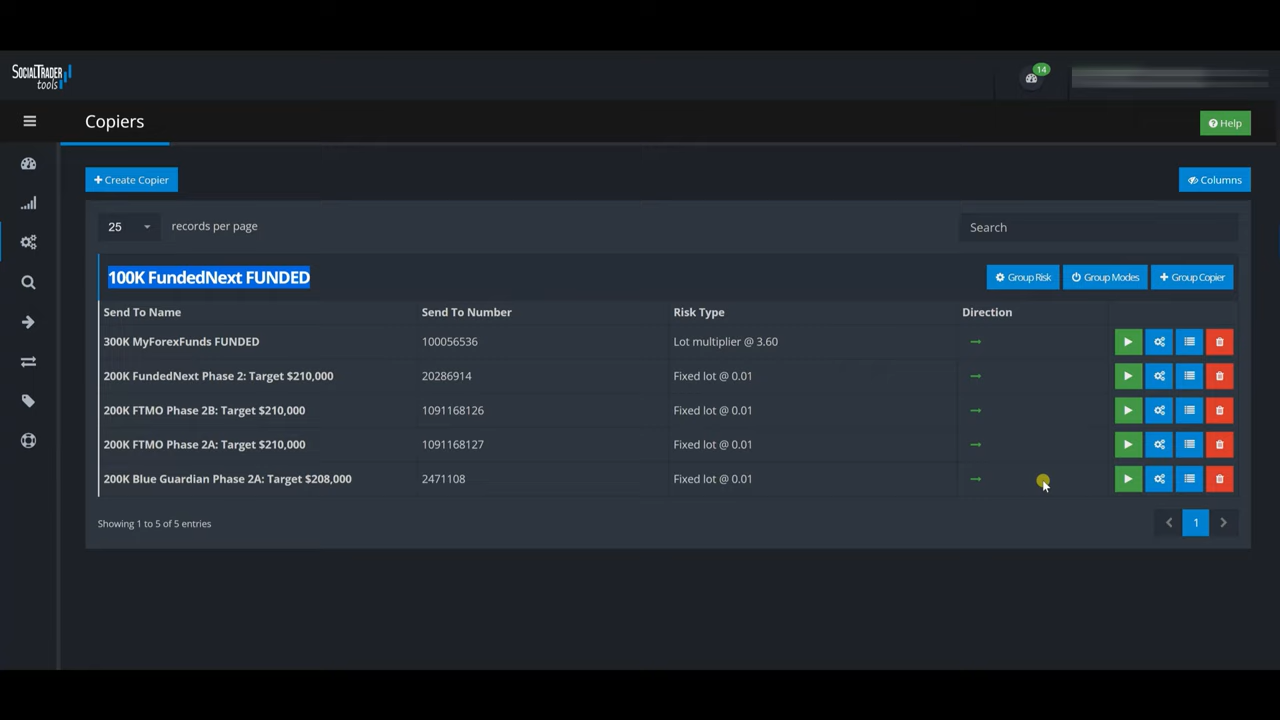 SOCIALTRADER
tools
14
Copiers
Help
+ Create Copier
Columns
25 records per page
Search
100K FundedNext FUNDED
Group Risk
Group Modes
+ Group Copier
Send To Name Send To Number Risk Type Direction
300K MyForexFunds FUNDED 100056536 Lot multiplier @ 3.60
200K FundedNext Phase 2: Target $210,000 20286914 Fixed lot @ 0.01
200K FTMO Phase 2B: Target $210,000 1091168126 Fixed lot @ 0.01
200K FTMO Phase 2A: Target $210,000 1091168127 Fixed lot @ 0.01
200K Blue Guardian Phase 2A: Target $208,000 2471108 Fixed lot @ 0.01
Showing 1 to 5 of 5 entries
1